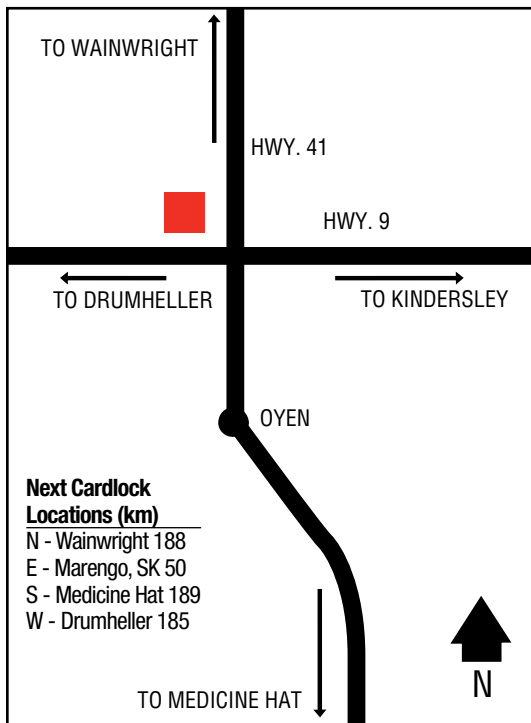 TO WAINWRIGHT
HWY. 41
HWY. 9
TO DRUMHELLER
TO KINDERSLEY
OYEN
Next Cardlock
Locations (km)
N - Wainwright 188
E - Marengo, SK 50
S - Medicine Hat 189
W - Drumheller 185
N
TO MEDICINE HAT